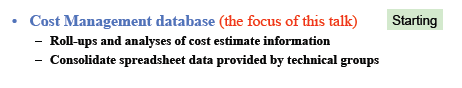 • Cost Management database (the focus of this talk) Starting
– Roll-ups and analyses of cost estimate information
– Consolidate spreadsheet data provided by technical groups